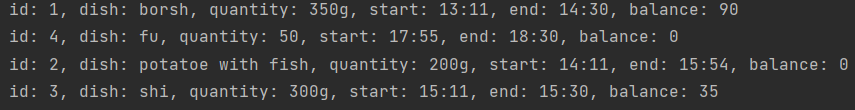 id: 1, dish: borsh, quantity: 350g, start: 13:11, end: 14:30, balance: 90
id: 4, dish: fu, quantity: 50, start: 17:55, end: 18:30, balance: 0
id: 2, dish: potatoe with fish, quantity: 200g, start: 14:11, end: 15:54, balance: 0
id: 3, dish: shi, quantity: 300g, start: 15:11, end: 15:30, balance: 35